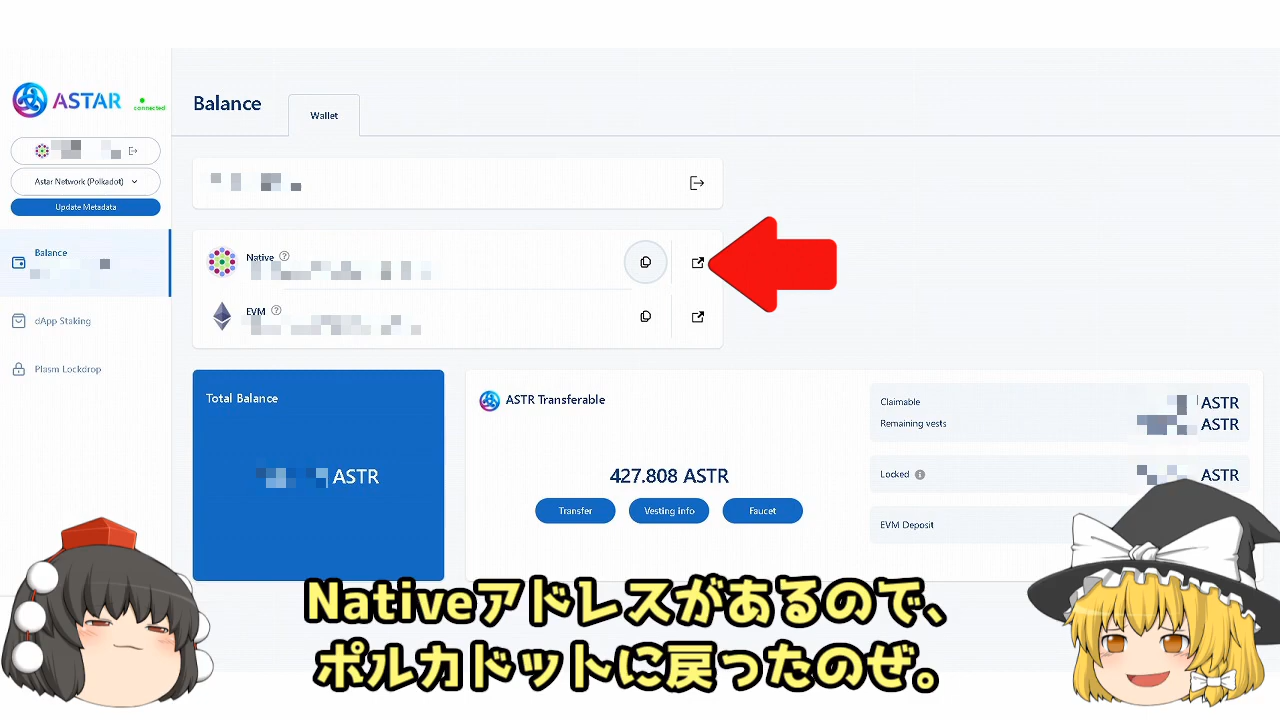 ASTAR
connected
Astar Network (Polkadot)
Update Metadata
Balance
dApp Staking
Plasm Lockdrop
Balance
Wallet
Native
EVM
Total Balance
ASTR
ASTR Transferable
427.808 ASTR
Transfer
Vesting info
Faucet
Claimable
ASTR
Remaining vests
ASTR
Locked
ASTR
EVM Deposit
Nativeアドレスがあるので、
ポルカドットに戻ったのぜ。